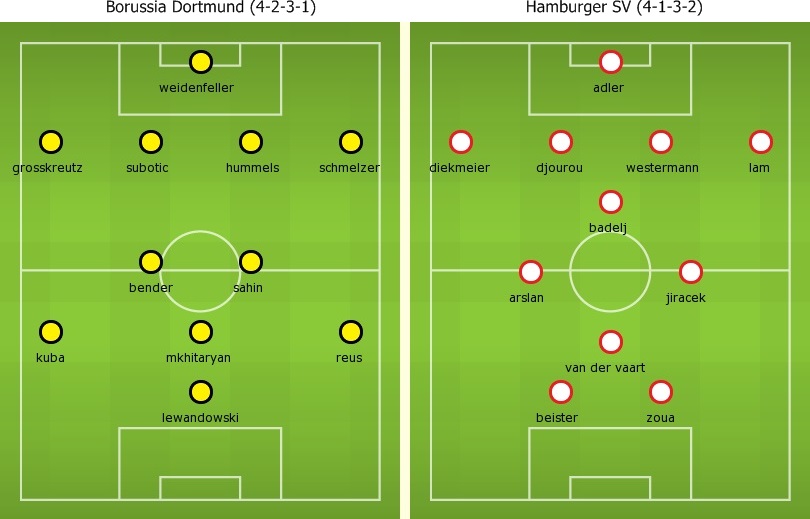 Borussia Dortmund (4-2-3-1)
weidenfeller
grosskreutz subotic hummels schmelzer
bender sahin
kuba mkhitaryan reus
lewandowski
Hamburger SV (4-1-3-2)
adler
diekmeier djourou westermann lam
badelj
arslan jiracek
van der vaart
beister zoua